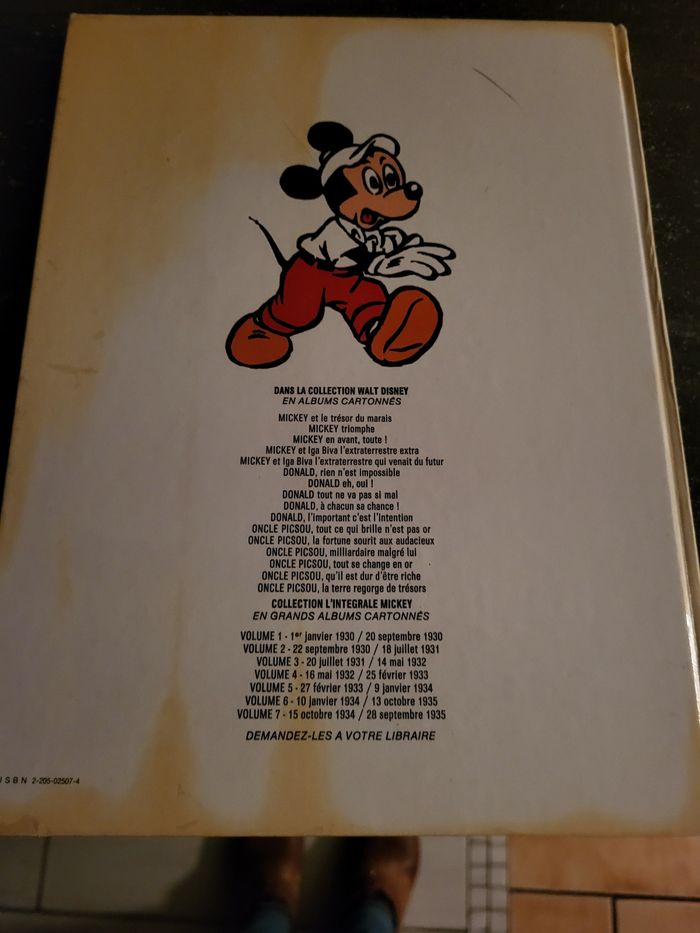 DANS LA COLLECTION WALT DISNEY
EN ALBUMS CARTONNÉS
MICKEY et le trésor du marais
MICKEY triomphe
MICKEY en avant, toute !
MICKEY et Iga Biva l'extraterrestre extra
MICKEY et Iga Biva l'extraterrestre qui venait du futur
DONALD, rien n'est impossible
DONALD eh, oui !
DONALD tout ne va pas si mal
DONALD, à chacun sa chance !
DONALD, l'important c'est l'intention
ONCLE PICSOU, tout ce qui brille n'est pas or
ONCLE PICSOU, la fortune sourit aux audacieux
ONCLE PICSOU, milliardaire malgré lui
ONCLE PICSOU, tout se change en or
ONCLE PICSOU, qu'il est dur d'être riche
ONCLE PICSOU, la terre regorge de trésors
COLLECTION L'INTEGRALE MICKEY
EN GRANDS ALBUMS CARTONNÉS
VOLUME 1 - 1er janvier 1930 / 20 septembre 1930
VOLUME 2 - 22 septembre 1930 / 18 juillet 1931
VOLUME 3 - 20 juillet 1931 / 14 mai 1932
VOLUME 4 - 16 mai 1932 / 25 février 1933
VOLUME 5 - 27 février 1933 / 9 janvier 1934
VOLUME 6 - 10 janvier 1934 / 13 octobre 1935
VOLUME 7 - 15 octobre 1934 / 28 septembre 1935
DEMANDEZ-LES A VOTRE LIBRAIRE
ISBN 2-205-02507-4